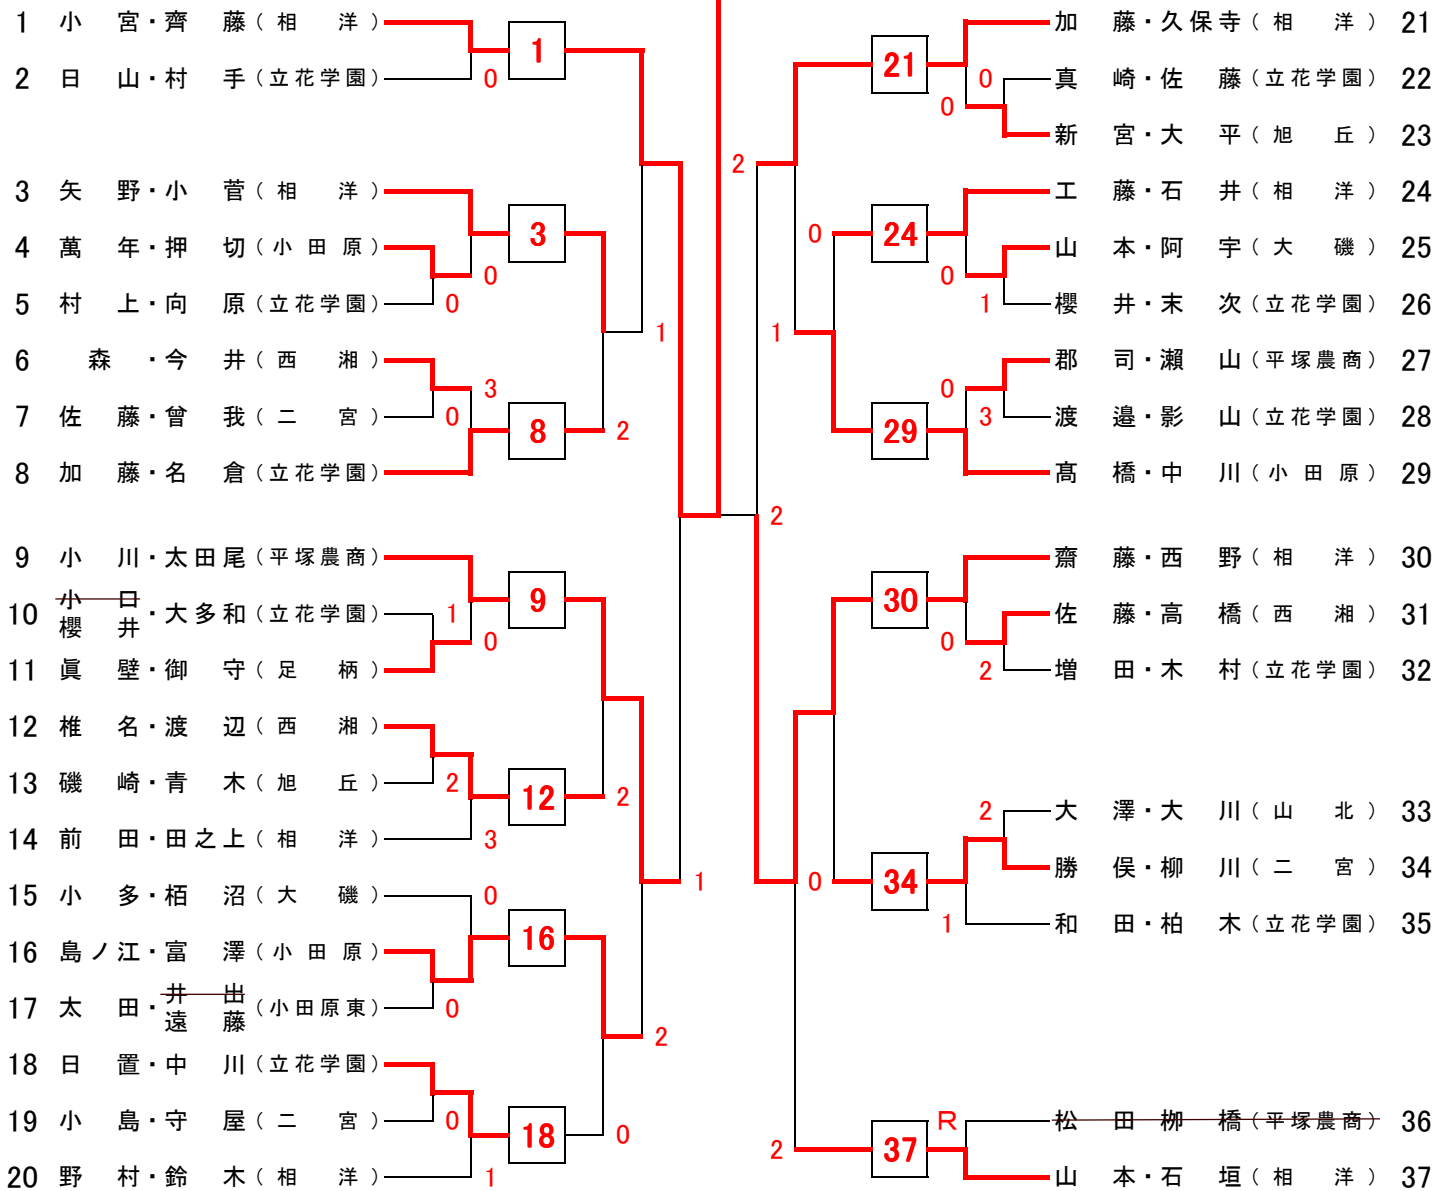 1 小宮・齊藤（相洋）
1
2 日山・村手（立花学園）
0
3 矢野・小菅（相洋）
3
4 萬年・押切（小田原）
0
5 村上・向原（立花学園）
0
1
6 森・今井（西湘）
3
7 佐藤・曾我（二宮）
0
8
2
8 加藤・名倉（立花学園）
9 小川・太田尾（平塚農商）
9
10 小口 櫻井・大多和（立花学園）
1
0
11 眞壁・御守（足柄）
12 椎名・渡辺（西湘）
13 磯崎・青木（旭丘）
2
12
2
14 前田・田之上（相洋）
3
1
15 小多・栢沼（大磯）
0
16 島ノ江・富澤（小田原）
16
17 太田・井出 遠藤（小田原東）
0
2
18 日置・中川（立花学園）
19 小島・守屋（二宮）
0
18
0
20 野村・鈴木（相洋）
1
加藤・久保寺（相洋） 21
21
0
真崎・佐藤（立花学園） 22
0
新宮・大平（旭丘） 23
2
工藤・石井（相洋） 24
0
24
山本・阿宇（大磯） 25
0
1
櫻井・末次（立花学園） 26
1
郡司・瀬山（平塚農商） 27
0
3
渡邉・影山（立花学園） 28
29
髙橋・中川（小田原） 29
2
齋藤・西野（相洋） 30
30
佐藤・高橋（西湘） 31
0
2
増田・木村（立花学園） 32
2
大澤・大川（山北） 33
勝俣・柳川（二宮） 34
0
34
1
和田・柏木（立花学園） 35
R
松田 栁橋（平塚農商） 36
2
37
山本・石垣（相洋） 37